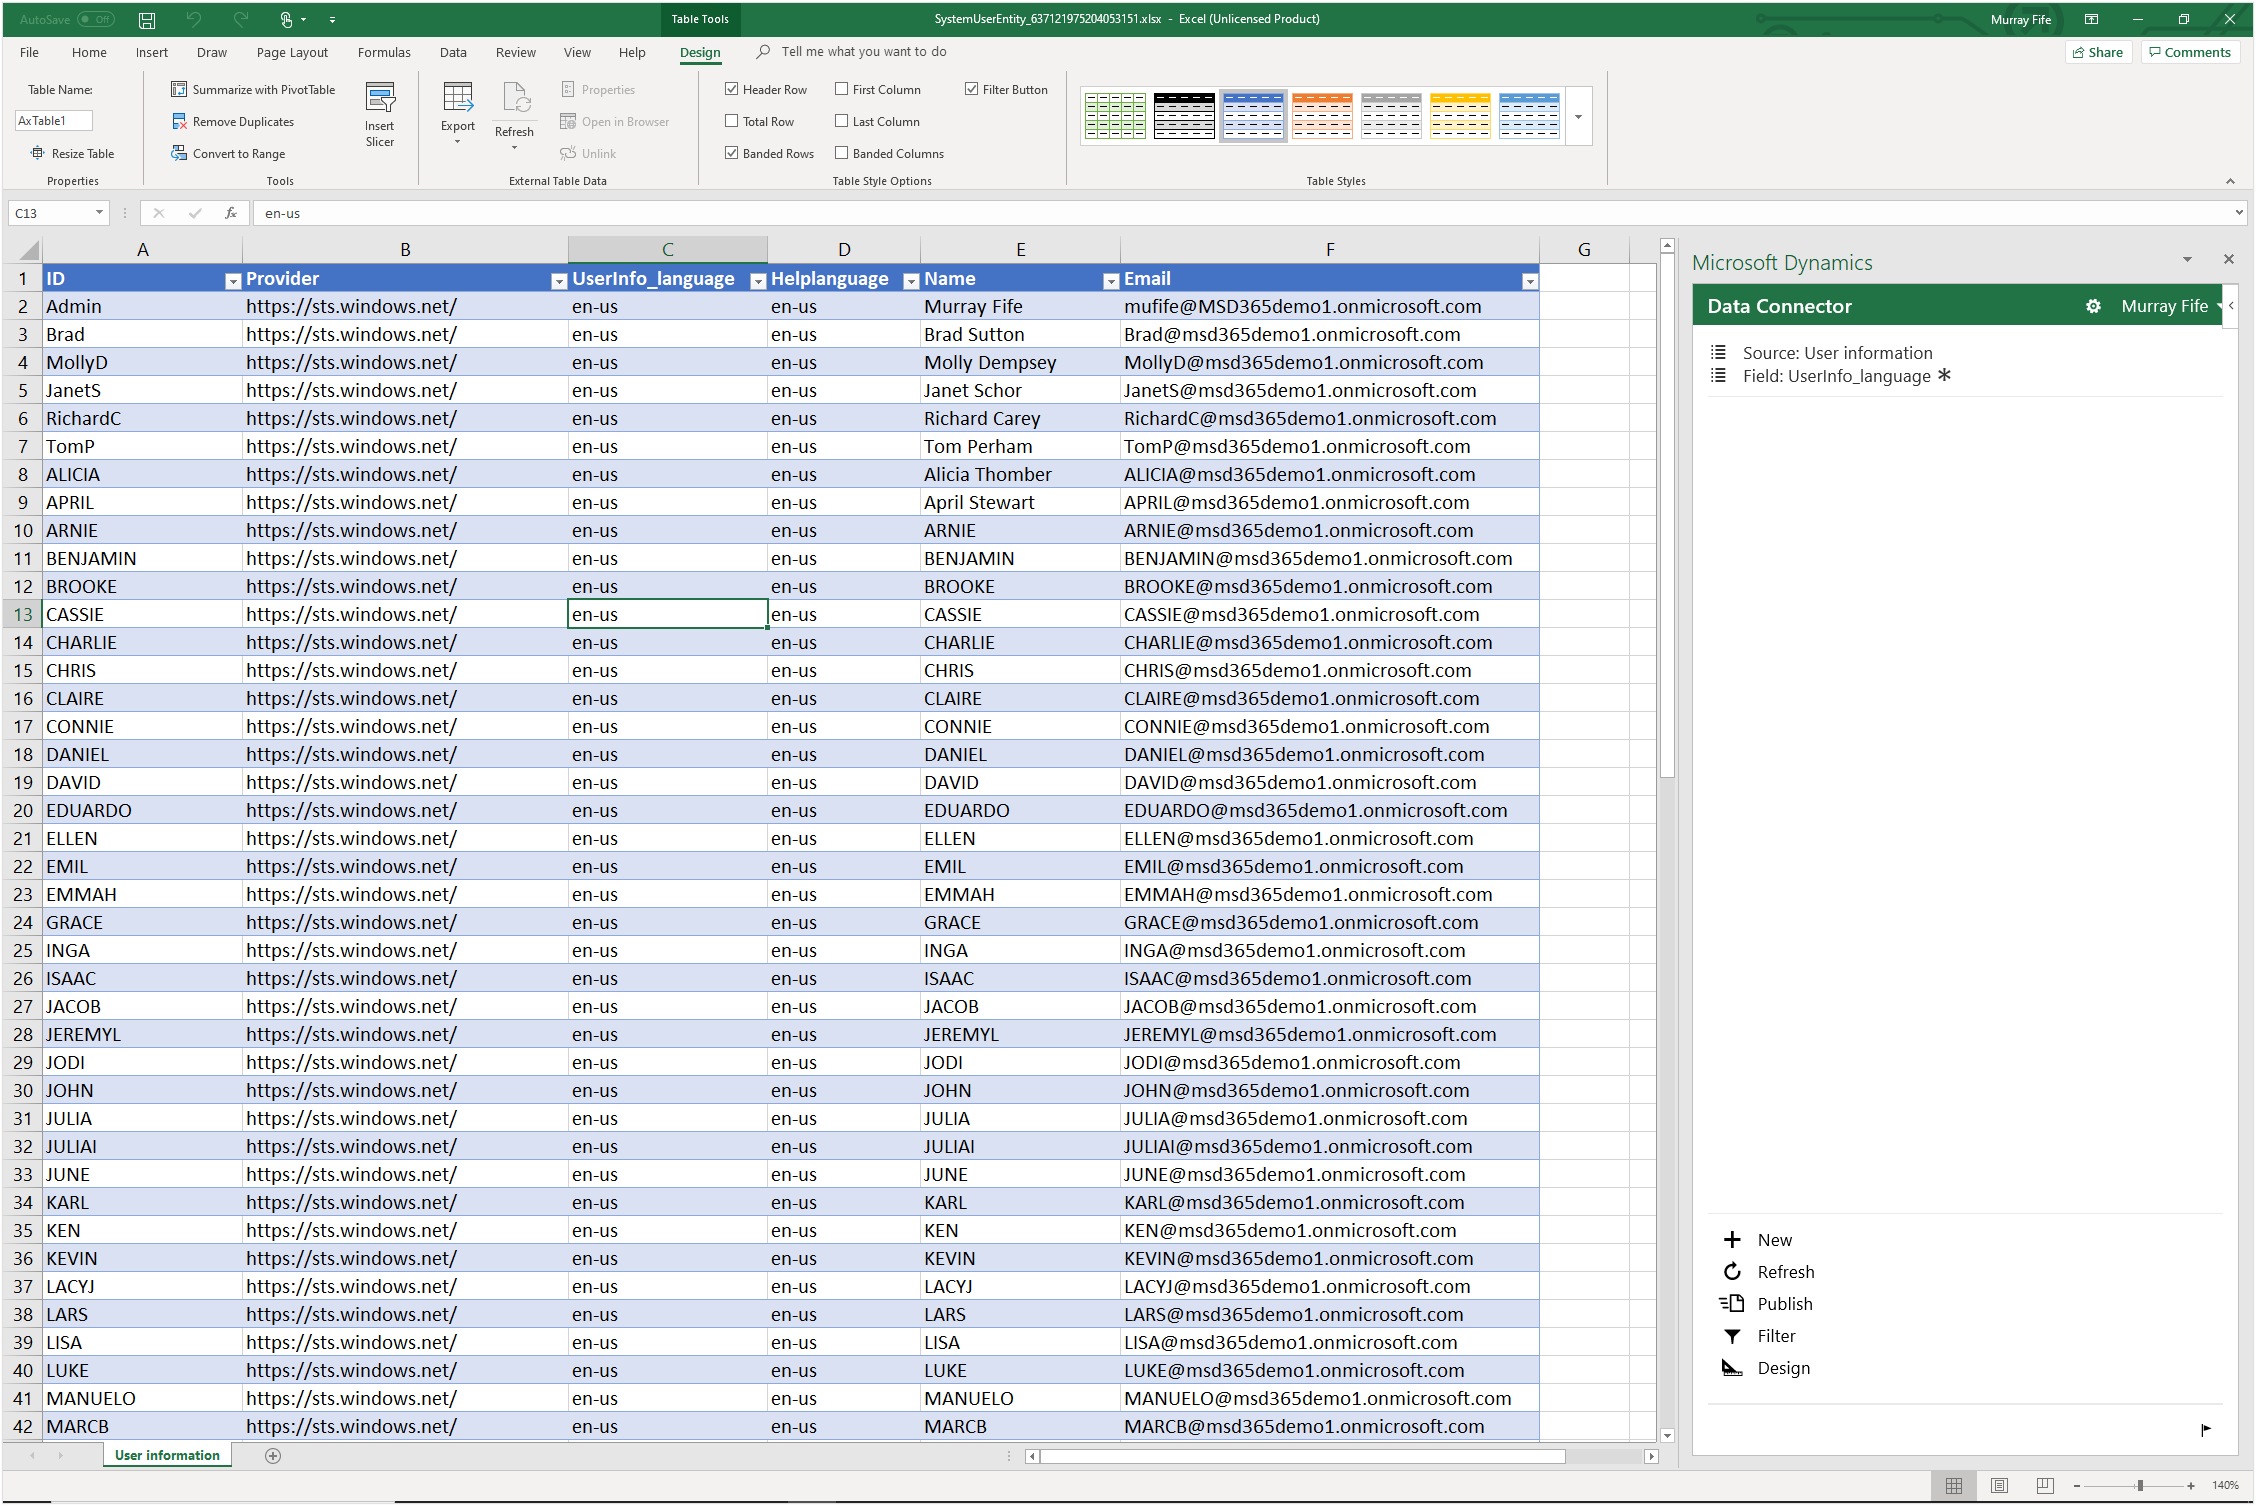 AutoSave Off
Table Tools
SystemUserEntity_637121975204053151.xlsx - Excel (Unlicensed Product)
Murray Fife
File Home Insert Draw Page Layout Formulas Data Review View Help Design Tell me what you want to do
Share Comments
Table Name:
AxTable1
Resize Table
Properties
Summarize with PivotTable
Remove Duplicates
Convert to Range
Tools
Insert
Slicer
Export
Refresh
Properties
Open in Browser
Unlink
External Table Data
Header Row First Column Filter Button
Total Row Last Column
Banded Rows Banded Columns
Table Style Options
Table Styles
C13 fx en-us
A B C D E F G
1 ID Provider UserInfo_language Helplanguage Name Email
2 Admin https://sts.windows.net/ en-us en-us Murray Fife mufife@MSD365demo1.onmicrosoft.com
3 Brad https://sts.windows.net/ en-us en-us Brad Sutton Brad@msd365demo1.onmicrosoft.com
4 MollyD https://sts.windows.net/ en-us en-us Molly Dempsey MollyD@msd365demo1.onmicrosoft.com
5 JanetS https://sts.windows.net/ en-us en-us Janet Schor JanetS@msd365demo1.onmicrosoft.com
6 RichardC https://sts.windows.net/ en-us en-us Richard Carey RichardC@msd365demo1.onmicrosoft.com
7 TomP https://sts.windows.net/ en-us en-us Tom Perham TomP@msd365demo1.onmicrosoft.com
8 ALICIA https://sts.windows.net/ en-us en-us Alicia Thomber ALICIA@msd365demo1.onmicrosoft.com
9 APRIL https://sts.windows.net/ en-us en-us April Stewart APRIL@msd365demo1.onmicrosoft.com
10 ARNIE https://sts.windows.net/ en-us en-us ARNIE ARNIE@msd365demo1.onmicrosoft.com
11 BENJAMIN https://sts.windows.net/ en-us en-us BENJAMIN BENJAMIN@msd365demo1.onmicrosoft.com
12 BROOKE https://sts.windows.net/ en-us en-us BROOKE BROOKE@msd365demo1.onmicrosoft.com
13 CASSIE https://sts.windows.net/ en-us en-us CASSIE CASSIE@msd365demo1.onmicrosoft.com
14 CHARLIE https://sts.windows.net/ en-us en-us CHARLIE CHARLIE@msd365demo1.onmicrosoft.com
15 CHRIS https://sts.windows.net/ en-us en-us CHRIS CHRIS@msd365demo1.onmicrosoft.com
16 CLAIRE https://sts.windows.net/ en-us en-us CLAIRE CLAIRE@msd365demo1.onmicrosoft.com
17 CONNIE https://sts.windows.net/ en-us en-us CONNIE CONNIE@msd365demo1.onmicrosoft.com
18 DANIEL https://sts.windows.net/ en-us en-us DANIEL DANIEL@msd365demo1.onmicrosoft.com
19 DAVID https://sts.windows.net/ en-us en-us DAVID DAVID@msd365demo1.onmicrosoft.com
20 EDUARDO https://sts.windows.net/ en-us en-us EDUARDO EDUARDO@msd365demo1.onmicrosoft.com
21 ELLEN https://sts.windows.net/ en-us en-us ELLEN ELLEN@msd365demo1.onmicrosoft.com
22 EMIL https://sts.windows.net/ en-us en-us EMIL EMIL@msd365demo1.onmicrosoft.com
23 EMMAH https://sts.windows.net/ en-us en-us EMMAH EMMAH@msd365demo1.onmicrosoft.com
24 GRACE https://sts.windows.net/ en-us en-us GRACE GRACE@msd365demo1.onmicrosoft.com
25 INGA https://sts.windows.net/ en-us en-us INGA INGA@msd365demo1.onmicrosoft.com
26 ISAAC https://sts.windows.net/ en-us en-us ISAAC ISAAC@msd365demo1.onmicrosoft.com
27 JACOB https://sts.windows.net/ en-us en-us JACOB JACOB@msd365demo1.onmicrosoft.com
28 JEREMYL https://sts.windows.net/ en-us en-us JEREMYL JEREMYL@msd365demo1.onmicrosoft.com
29 JODI https://sts.windows.net/ en-us en-us JODI JODI@msd365demo1.onmicrosoft.com
30 JOHN https://sts.windows.net/ en-us en-us JOHN JOHN@msd365demo1.onmicrosoft.com
31 JULIA https://sts.windows.net/ en-us en-us JULIA JULIA@msd365demo1.onmicrosoft.com
32 JULIAI https://sts.windows.net/ en-us en-us JULIAI JULIAI@msd365demo1.onmicrosoft.com
33 JUNE https://sts.windows.net/ en-us en-us JUNE JUNE@msd365demo1.onmicrosoft.com
34 KARL https://sts.windows.net/ en-us en-us KARL KARL@msd365demo1.onmicrosoft.com
35 KEN https://sts.windows.net/ en-us en-us KEN KEN@msd365demo1.onmicrosoft.com
36 KEVIN https://sts.windows.net/ en-us en-us KEVIN KEVIN@msd365demo1.onmicrosoft.com
37 LACYJ https://sts.windows.net/ en-us en-us LACYJ LACYJ@msd365demo1.onmicrosoft.com
38 LARS https://sts.windows.net/ en-us en-us LARS LARS@msd365demo1.onmicrosoft.com
39 LISA https://sts.windows.net/ en-us en-us LISA LISA@msd365demo1.onmicrosoft.com
40 LUKE https://sts.windows.net/ en-us en-us LUKE LUKE@msd365demo1.onmicrosoft.com
41 MANUELO https://sts.windows.net/ en-us en-us MANUELO MANUELO@msd365demo1.onmicrosoft.com
42 MARCB https://sts.windows.net/ en-us en-us MARCB MARCB@msd365demo1.onmicrosoft.com
User information
Microsoft Dynamics
Data Connector Murray Fife
Source: User information
Field: UserInfo_language *
New
Refresh
Publish
Filter
Design
140%